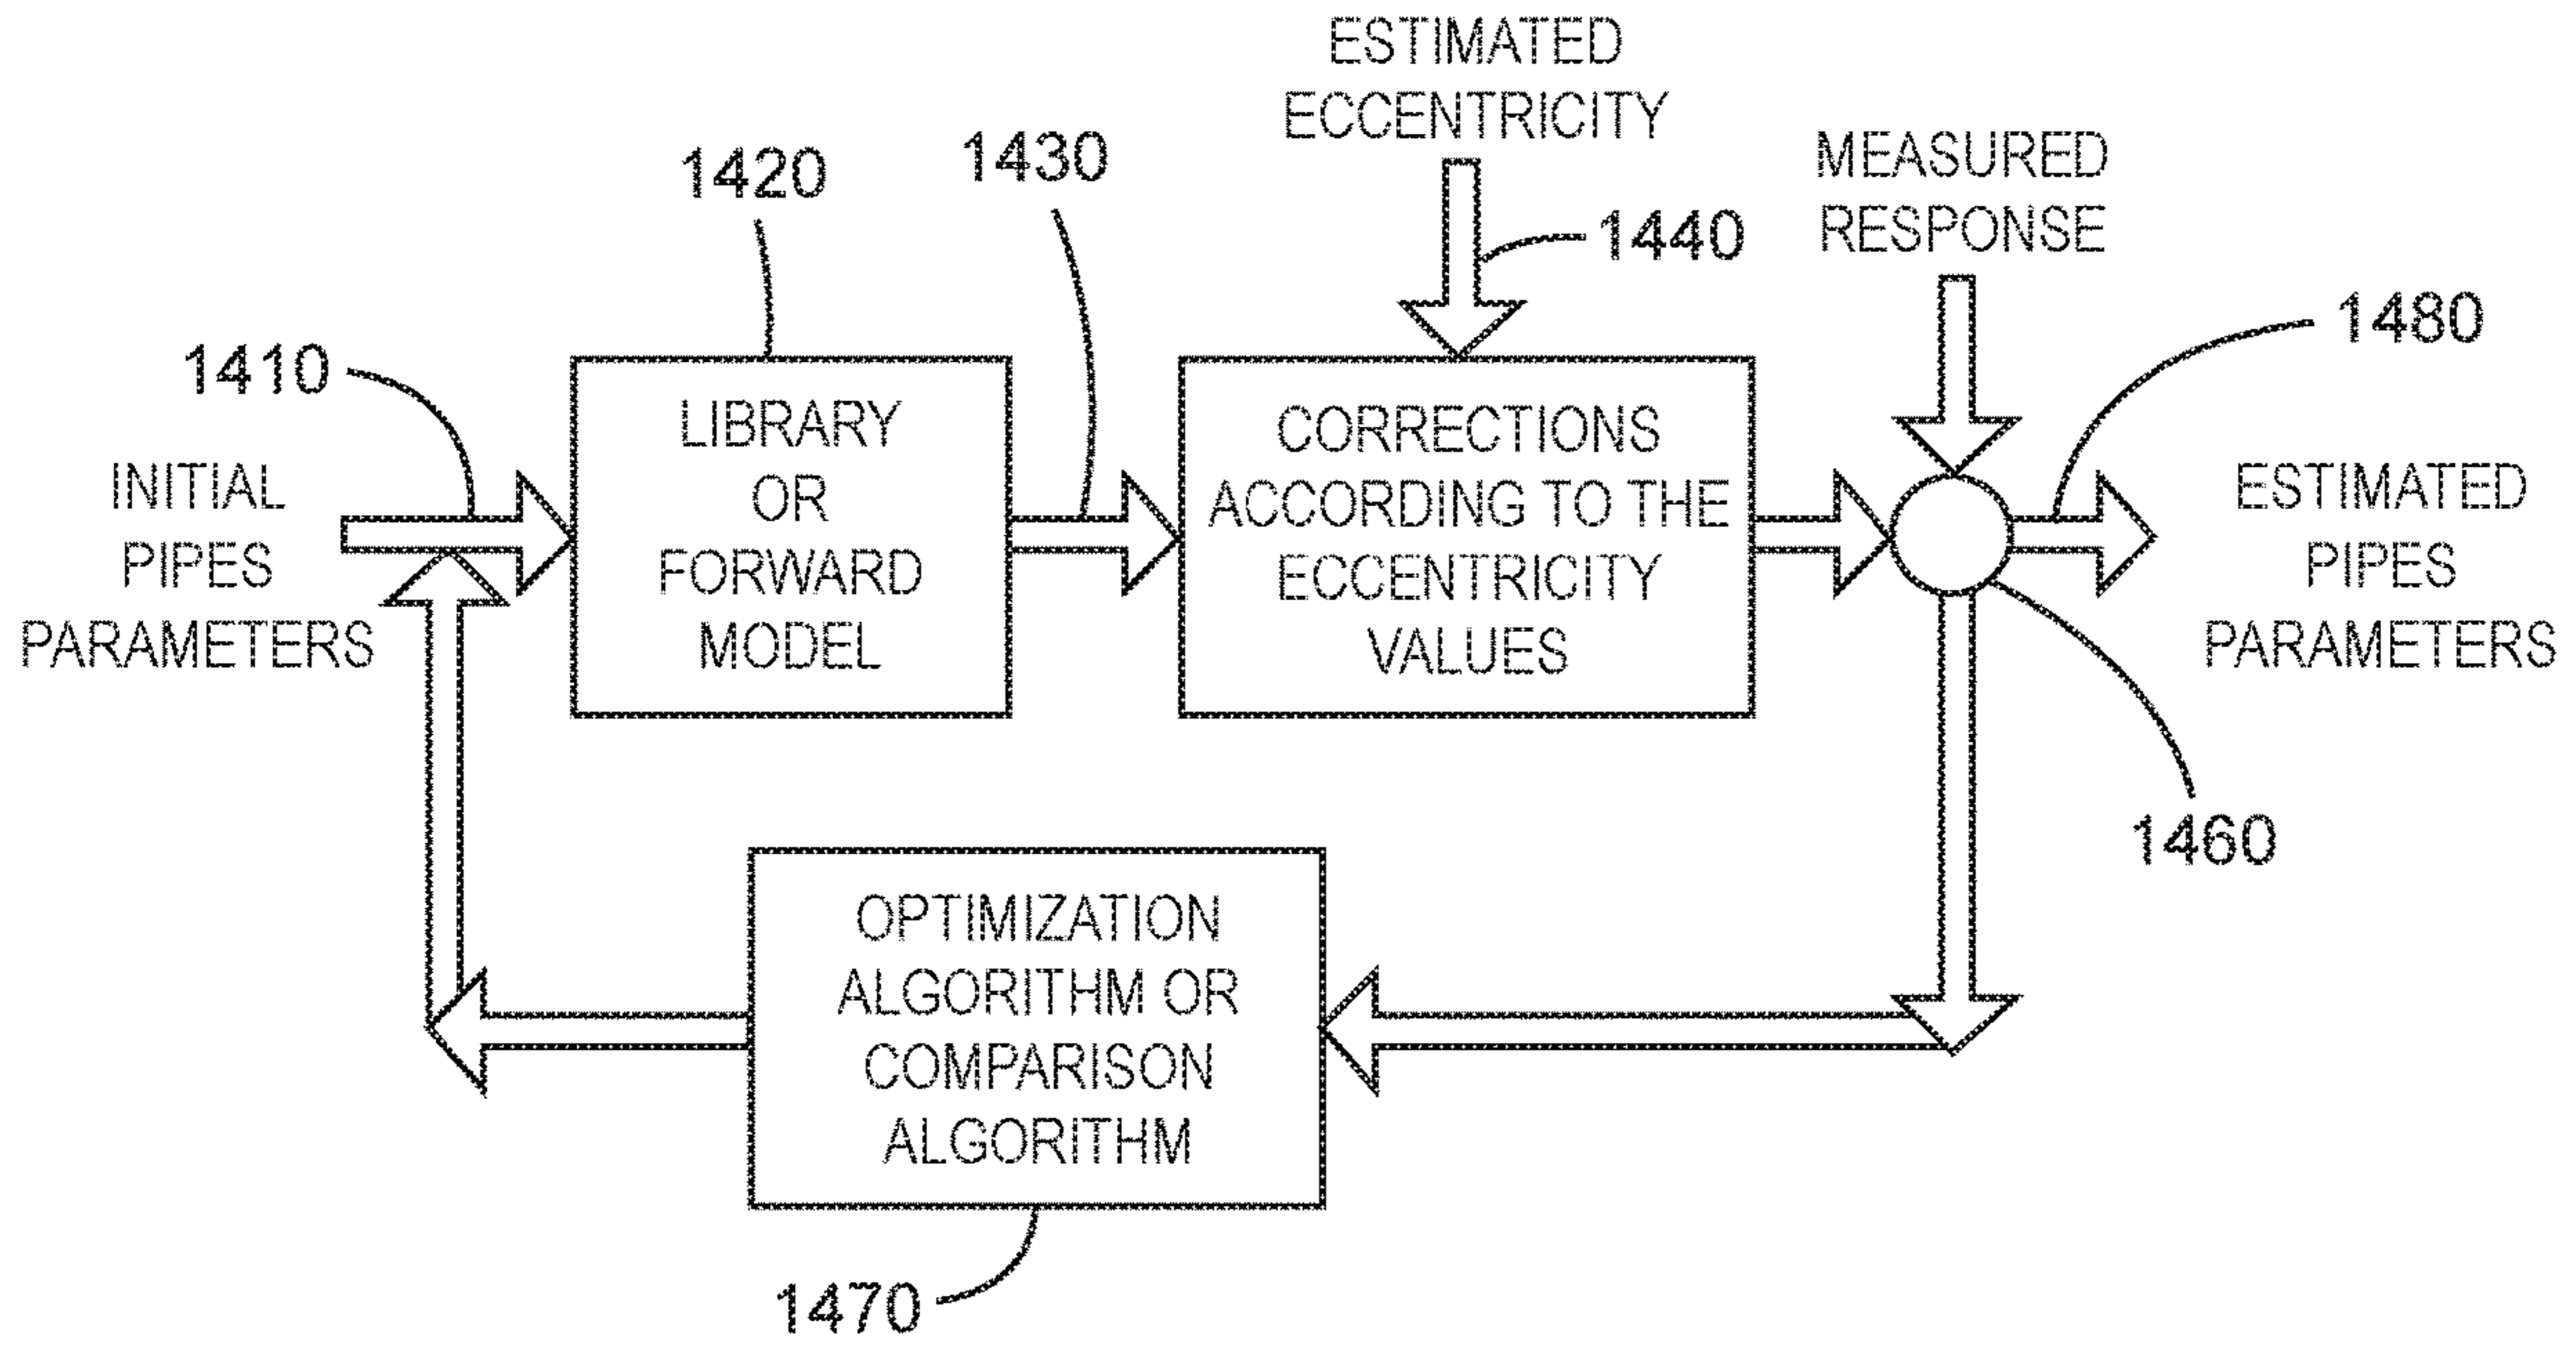 ESTIMATED
ECCENTRICITY
MEASURED
RESPONSE
1420
1430
1440
1480
1410
INITIAL
PIPES
PARAMETERS
LIBRARY
OR
FORWARD
MODEL
CORRECTIONS
ACCORDING TO THE
ECCENTRICITY
VALUES
ESTIMATED
PIPES
PARAMETERS
1460
OPTIMIZATION
ALGORITHM OR
COMPARISON
ALGORITHM
1470